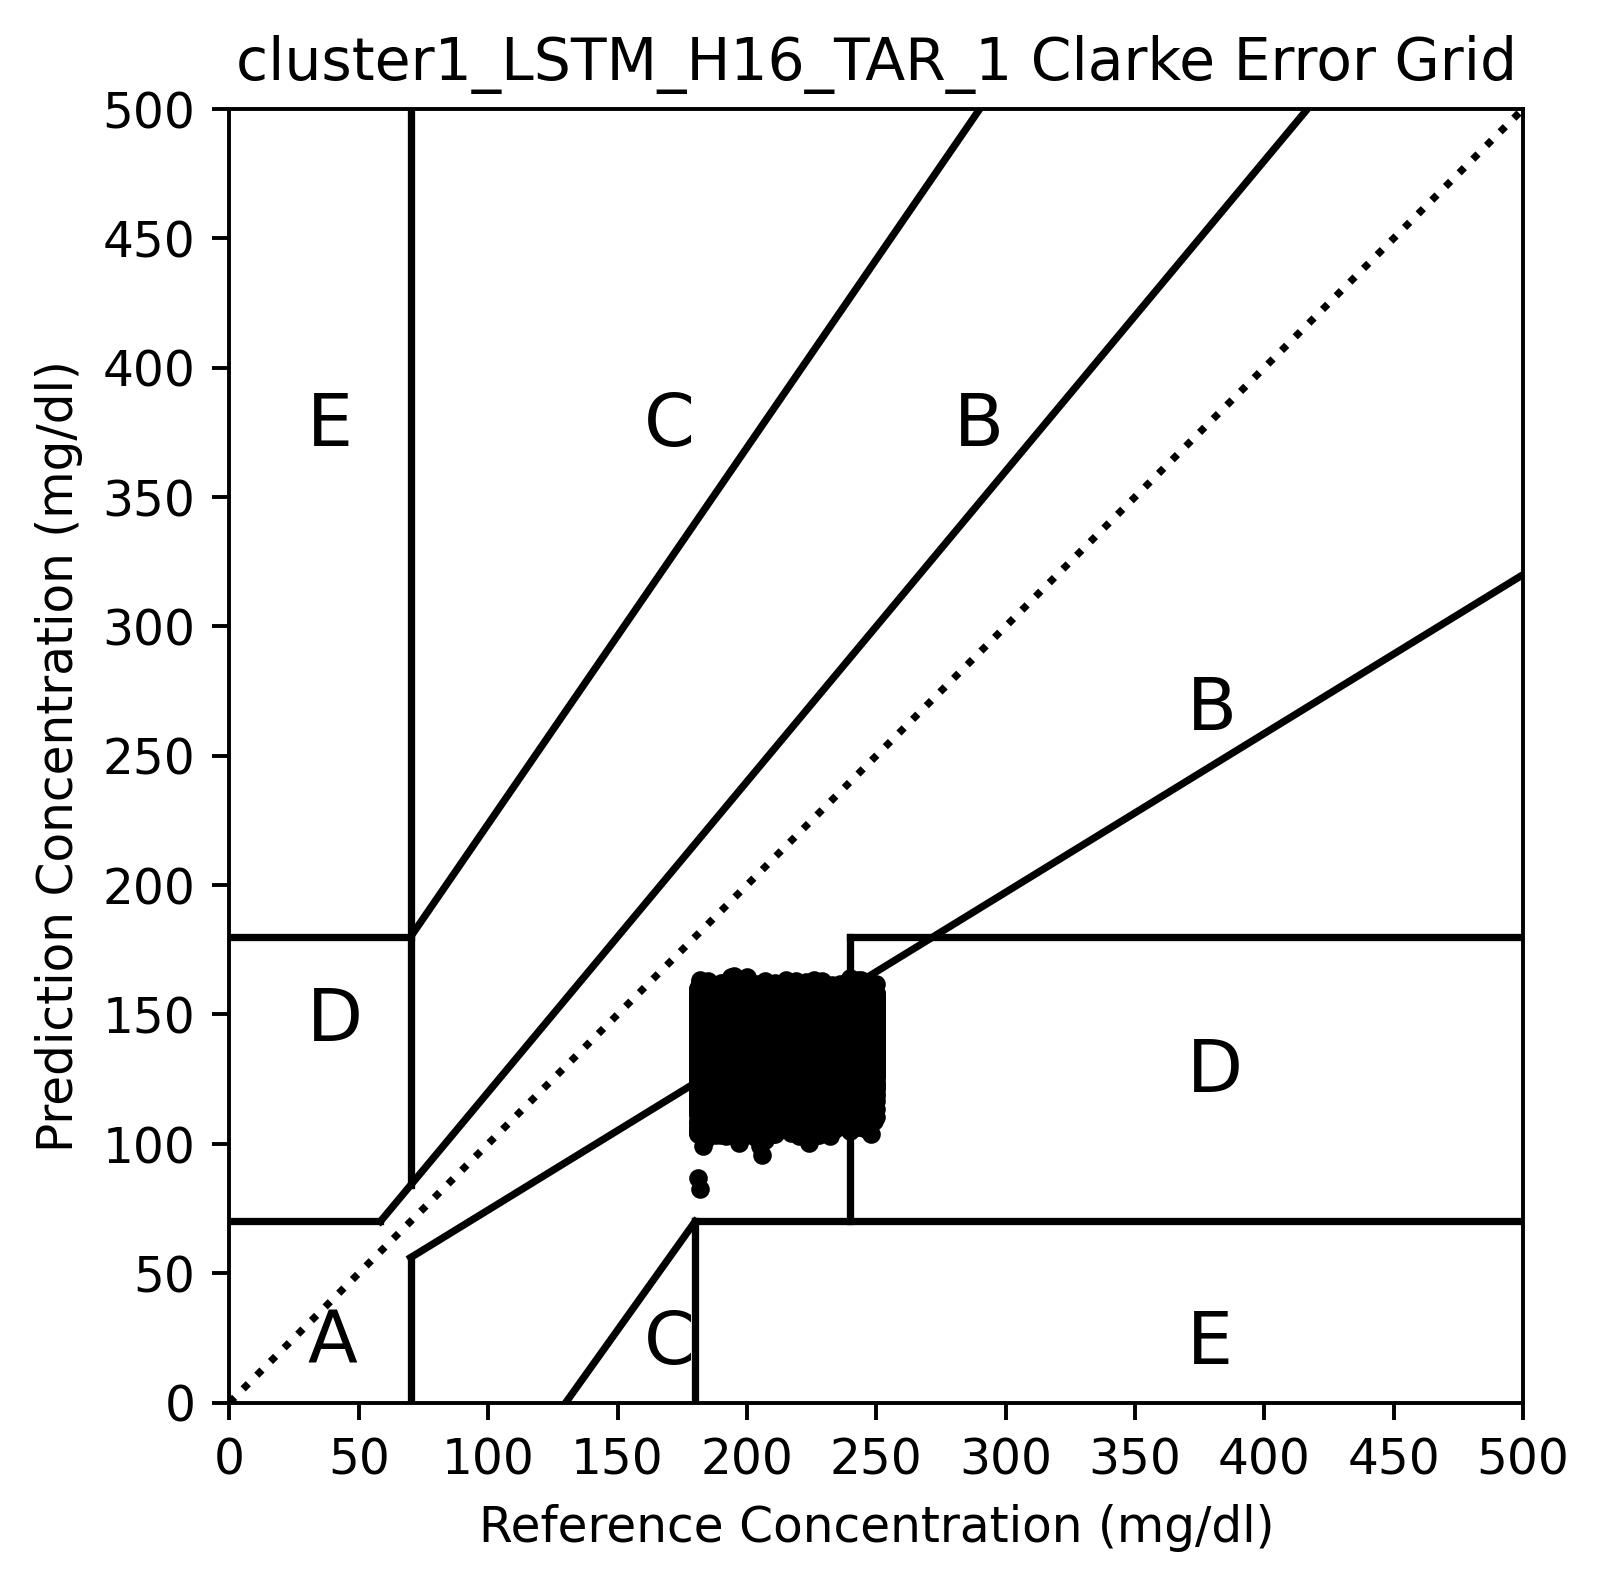 cluster1_LSTM_H16_TAR_1 Clarke Error Grid
500
450
400
350
300
250
200
150
100
50
0
Prediction Concentration (mg/dl)
E
C
B
B
D
D
A
C
E
0 50 100 150 200 250 300 350 400 450 500
Reference Concentration (mg/dl)